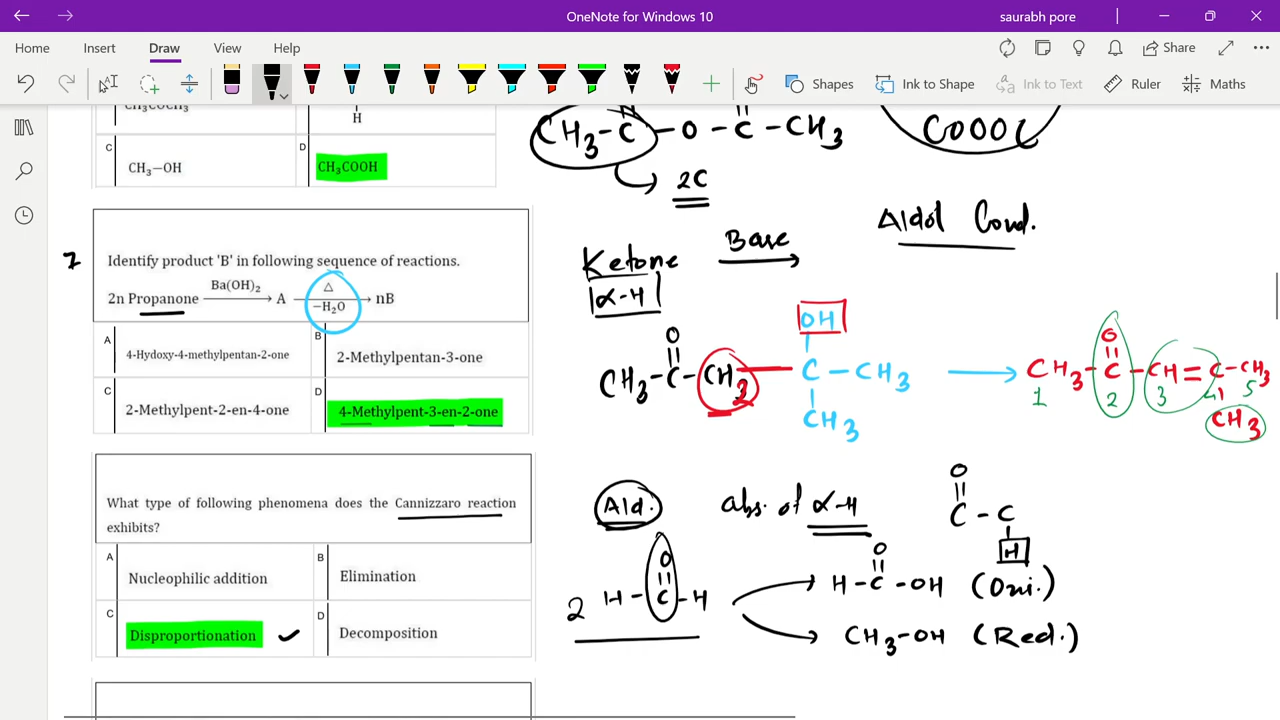 OneNote for Windows 10
saurabh pore
Home Insert Draw View Help
Share
Shapes Ink to Shape Ink to Text Ruler Maths
CH₃COCH₃
H
C CH₃−OH
D CH₃COOH
CH3-C-O-C-CH3
2C
7
Identify product 'B' in following sequence of reactions.
2n Propanone Ba(OH)₂ → A △ −H₂O → nB
A 4-Hydoxy-4-methylpentan-2-one
B 2-Methylpentan-3-one
C 2-Methylpent-2-en-4-one
D 4-Methylpent-3-en-2-one
Aldol Cond.
Ketone Base
α-H
O
CH3-C-CH2-C-CH3
OH
CH3
O
CH3-C-CH=C-CH3
1 2 3 4 5
CH3
What type of following phenomena does the Cannizzaro reaction
exhibits?
A Nucleophilic addition
B Elimination
C Disproportionation
D Decomposition
Ald. abs. of α-H
O
C-C
H
O
2 H-C-H
O
H-C-OH (Oxi.)
CH3-OH (Red.)